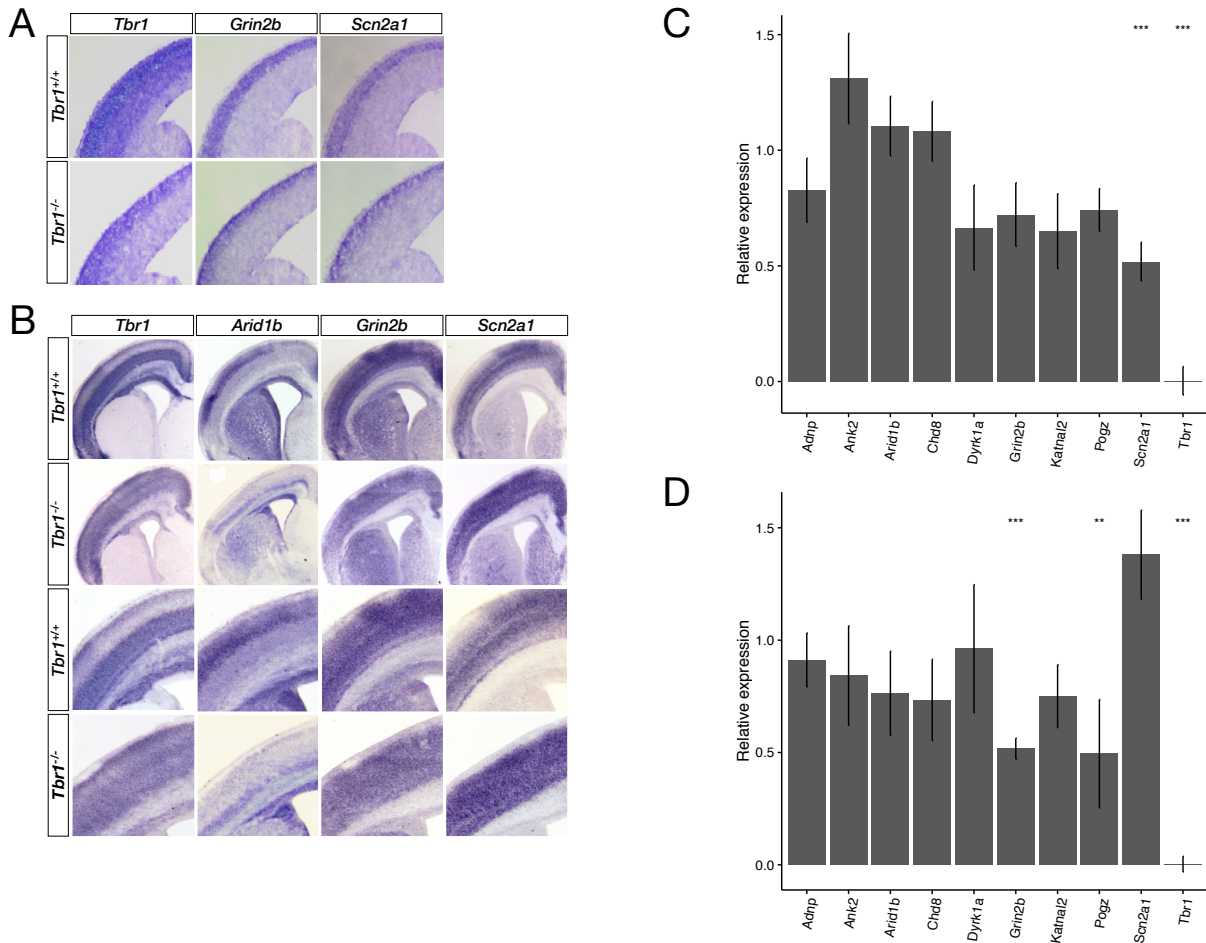 A
Tbr1 Grin2b Scn2a1
Tbr1+/+
Tbr1-/-
B
Tbr1 Arid1b Grin2b Scn2a1
Tbr1+/+
Tbr1-/-
Tbr1+/+
Tbr1-/-
C
*** ***
1.5
1.0
0.5
0.0
Relative expression
Adnp Ank2 Arid1b Chd8 Dyrk1a Grin2b Katnal2 Pogz Scn2a1 Tbr1
D
*** ** ***
1.5
1.0
0.5
0.0
Relative expression
Adnp Ank2 Arid1b Chd8 Dyrk1a Grin2b Katnal2 Pogz Scn2a1 Tbr1